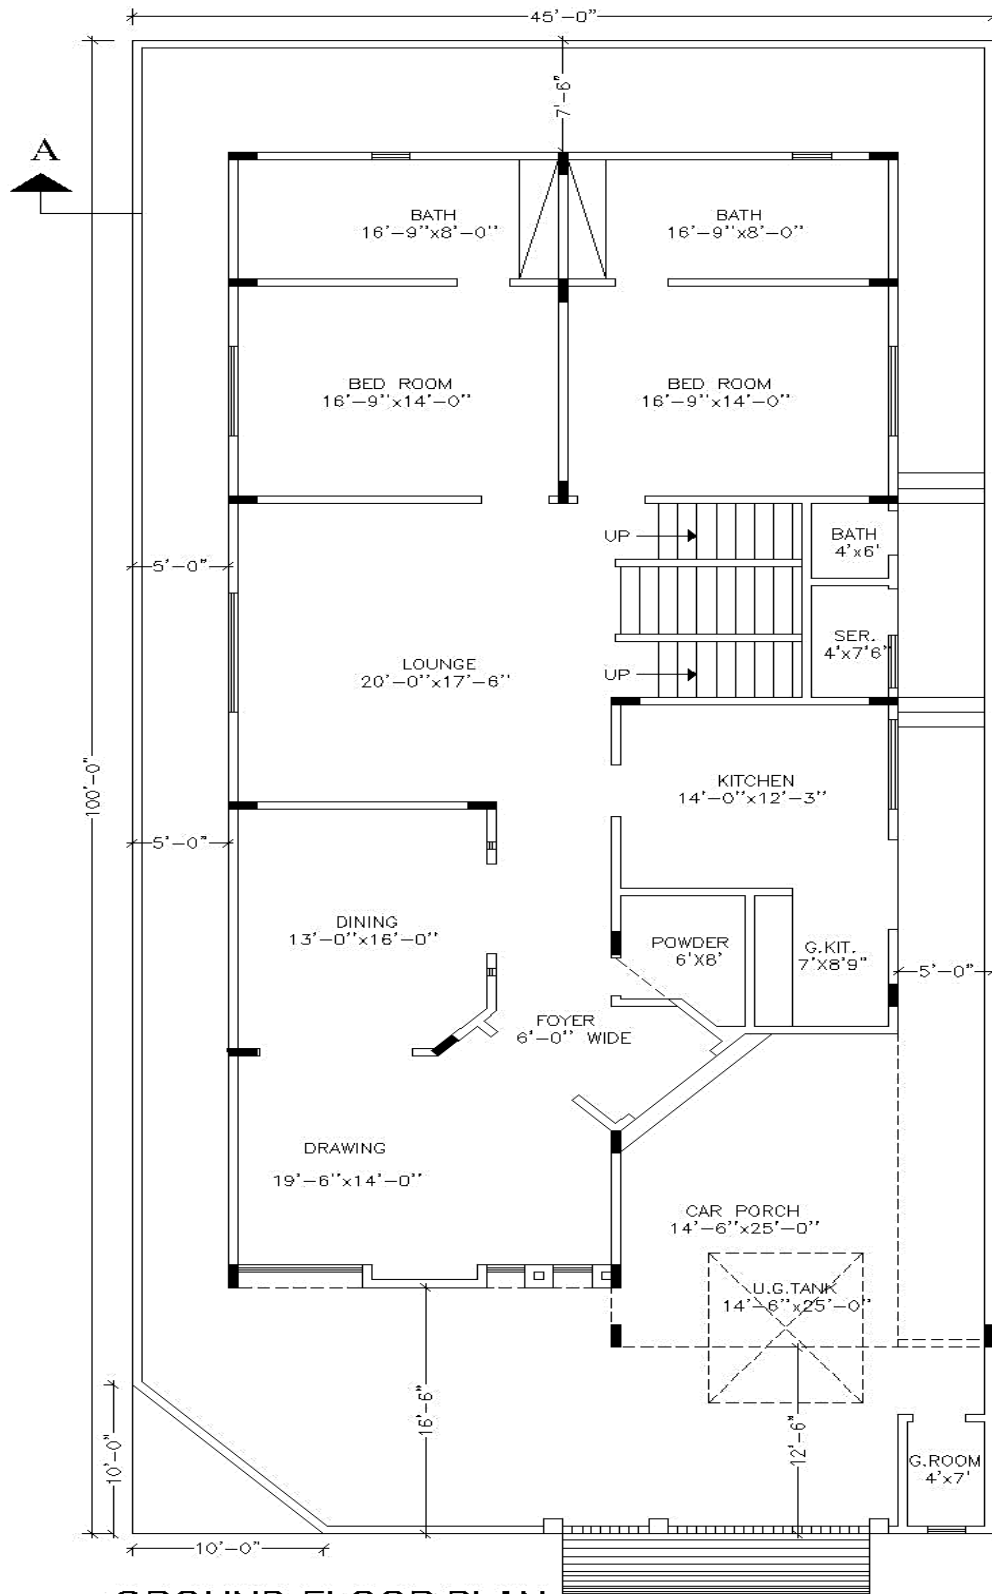 45'-0"
7'-6"
A
BATH
16'-9"x8'-0"
BATH
16'-9"x8'-0"
BED ROOM
16'-9"x14'-0"
BED ROOM
16'-9"x14'-0"
UP
BATH
4'x6'
5'-0"
SER.
4'x7'6"
LOUNGE
20'-0"x17'-6"
UP
100'-0"
KITCHEN
14'-0"x12'-3"
5'-0"
DINING
13'-0"x16'-0"
POWDER
6'X8'
G.KIT.
7'X8'9"
5'-0"
FOYER
6'-0" WIDE
DRAWING
19'-6"x14'-0"
CAR PORCH
14'-6"x25'-0"
U.G.TANK
14'-6"x25'-0"
16'-6"
12'-6"
10'-0"
G.ROOM
4'x7'
10'-0"
GROUND FLOOR PLAN